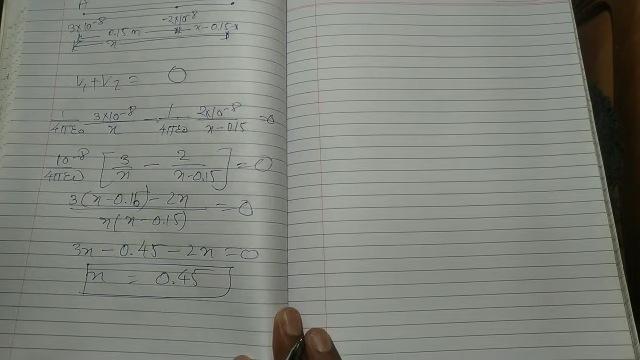 A
3×10⁻⁸ -2×10⁻⁸
0.15m x-0.15
x
V₁+V₂ = 0
1/4πε₀ 3×10⁻⁸/x - 1/4πε₀ 2×10⁻⁸/x-0.15 =0
10⁻⁸/4πε₀ [3/x - 2/x-0.15] = 0
3(x-0.15)-2x/x(x-0.15) = 0
3x-0.45-2x=0
x = 0.45